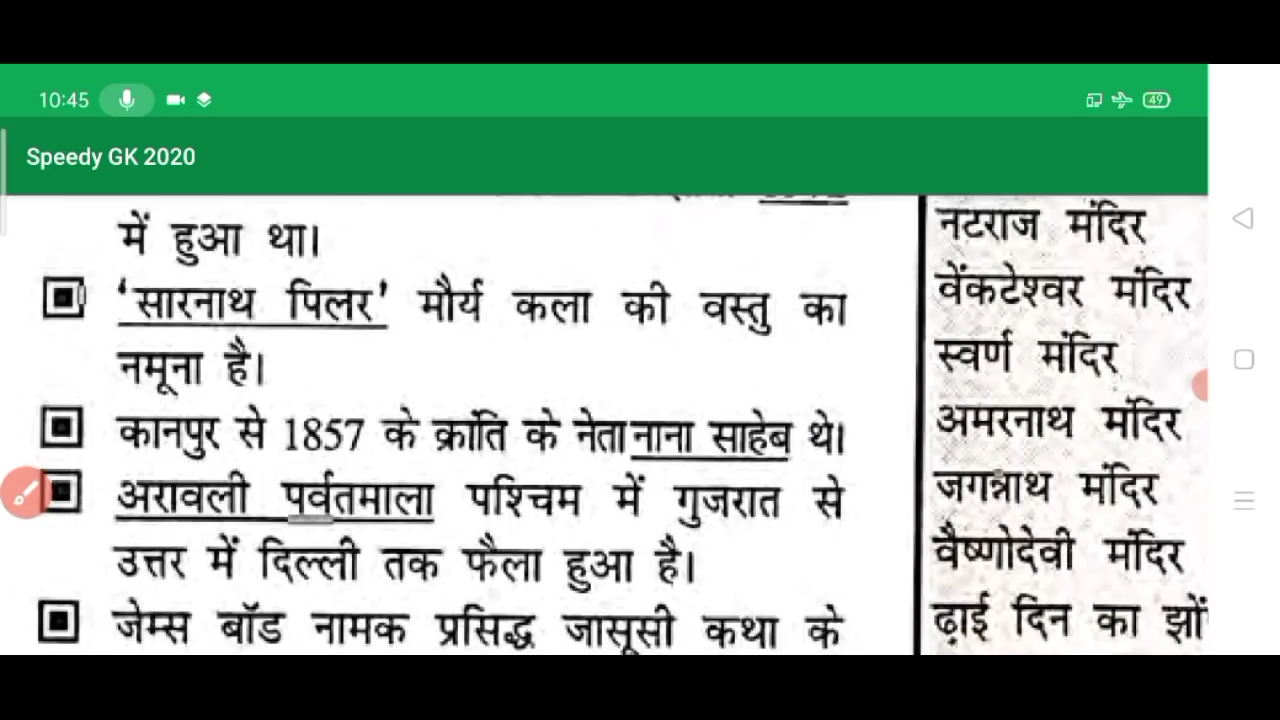 10:45
49
Speedy GK 2020
में हुआ था।
‘सारनाथ पिलर’ मौर्य कला की वस्तु का
नमूना है।
कानपुर से 1857 के क्रांति के नेता नाना साहेब थे।
अरावली पर्वतमाला पश्चिम में गुजरात से
उत्तर में दिल्ली तक फैला हुआ है।
जेम्स बॉड नामक प्रसिद्ध जासूसी कथा के
नटराज मंदिर
वेंकटेश्वर मंदिर
स्वर्ण मंदिर
अमरनाथ मंदिर
जगन्नाथ मंदिर
वैष्णोदेवी मंदिर
ढ़ाई दिन का